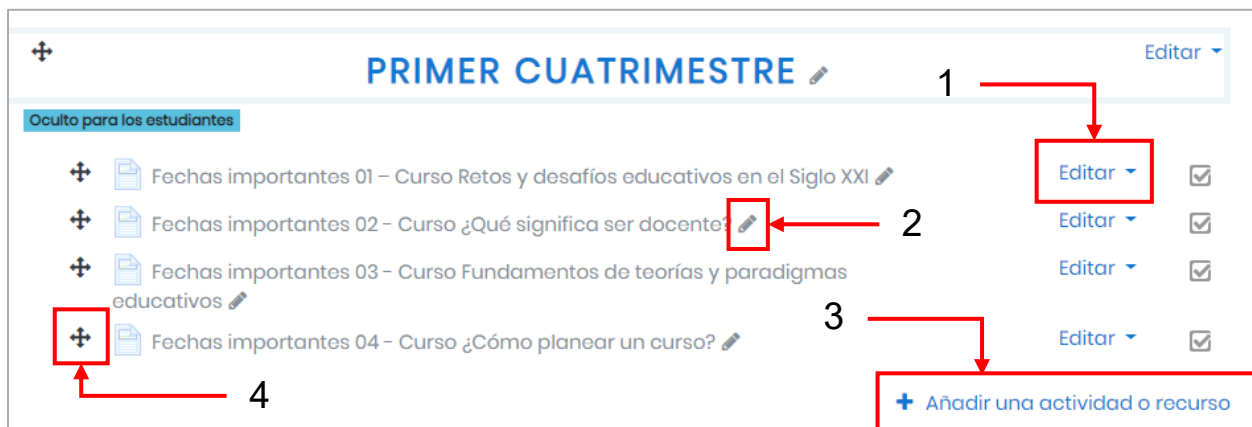 Editar
PRIMER CUATRIMESTRE
1
Oculto para los estudiantes
Fechas importantes 01 – Curso Retos y desafíos educativos en el Siglo XXI Editar
Fechas importantes 02 - Curso ¿Qué significa ser docente? 2 Editar
Fechas importantes 03 - Curso Fundamentos de teorías y paradigmas Editar
educativos
3
Fechas importantes 04 - Curso ¿Cómo planear un curso? Editar
4
+ Añadir una actividad o recurso